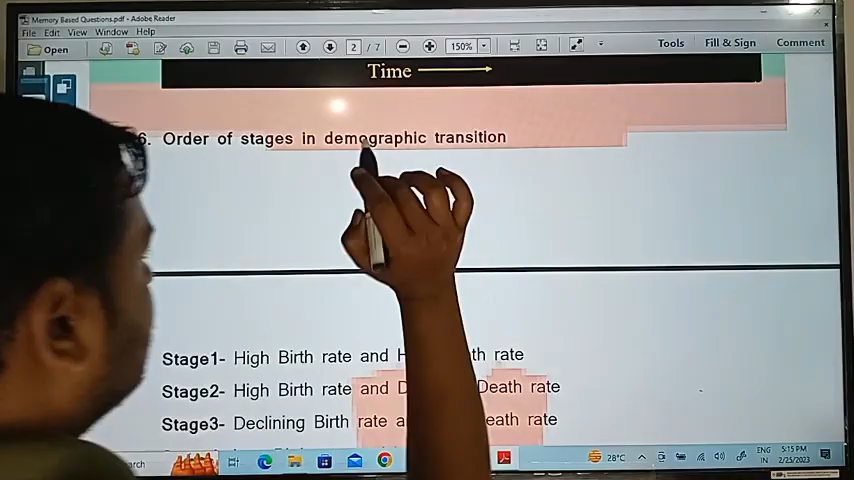 Memory Based Questions.pdf - Adobe Reader
File Edit View Window Help
Open 2 / 7 150% Tools Fill & Sign Comment
Time
6. Order of stages in demographic transition
Stage1- High Birth rate and H th rate
Stage2- High Birth rate and D Death rate
Stage3- Declining Birth rate a eath rate
arch 28°C ENG 5:15 PM
IN 2/25/2023